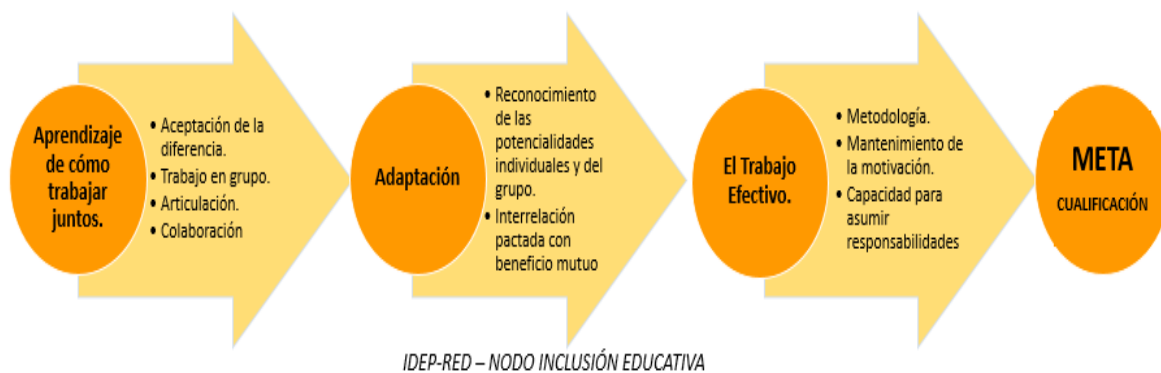 Aprendizaje
de cómo
trabajar
juntos.
• Aceptación de la
diferencia.
• Trabajo en grupo.
• Articulación.
• Colaboración
Adaptación
• Reconocimiento
de las
potencialidades
individuales y del
grupo.
• Interrelación
pactada con
beneficio mutuo
El Trabajo
Efectivo.
• Metodología.
• Mantenimiento de
la motivación.
• Capacidad para
asumir
responsabilidades
META
CUALIFICACIÓN
IDEP-RED – NODO INCLUSIÓN EDUCATIVA